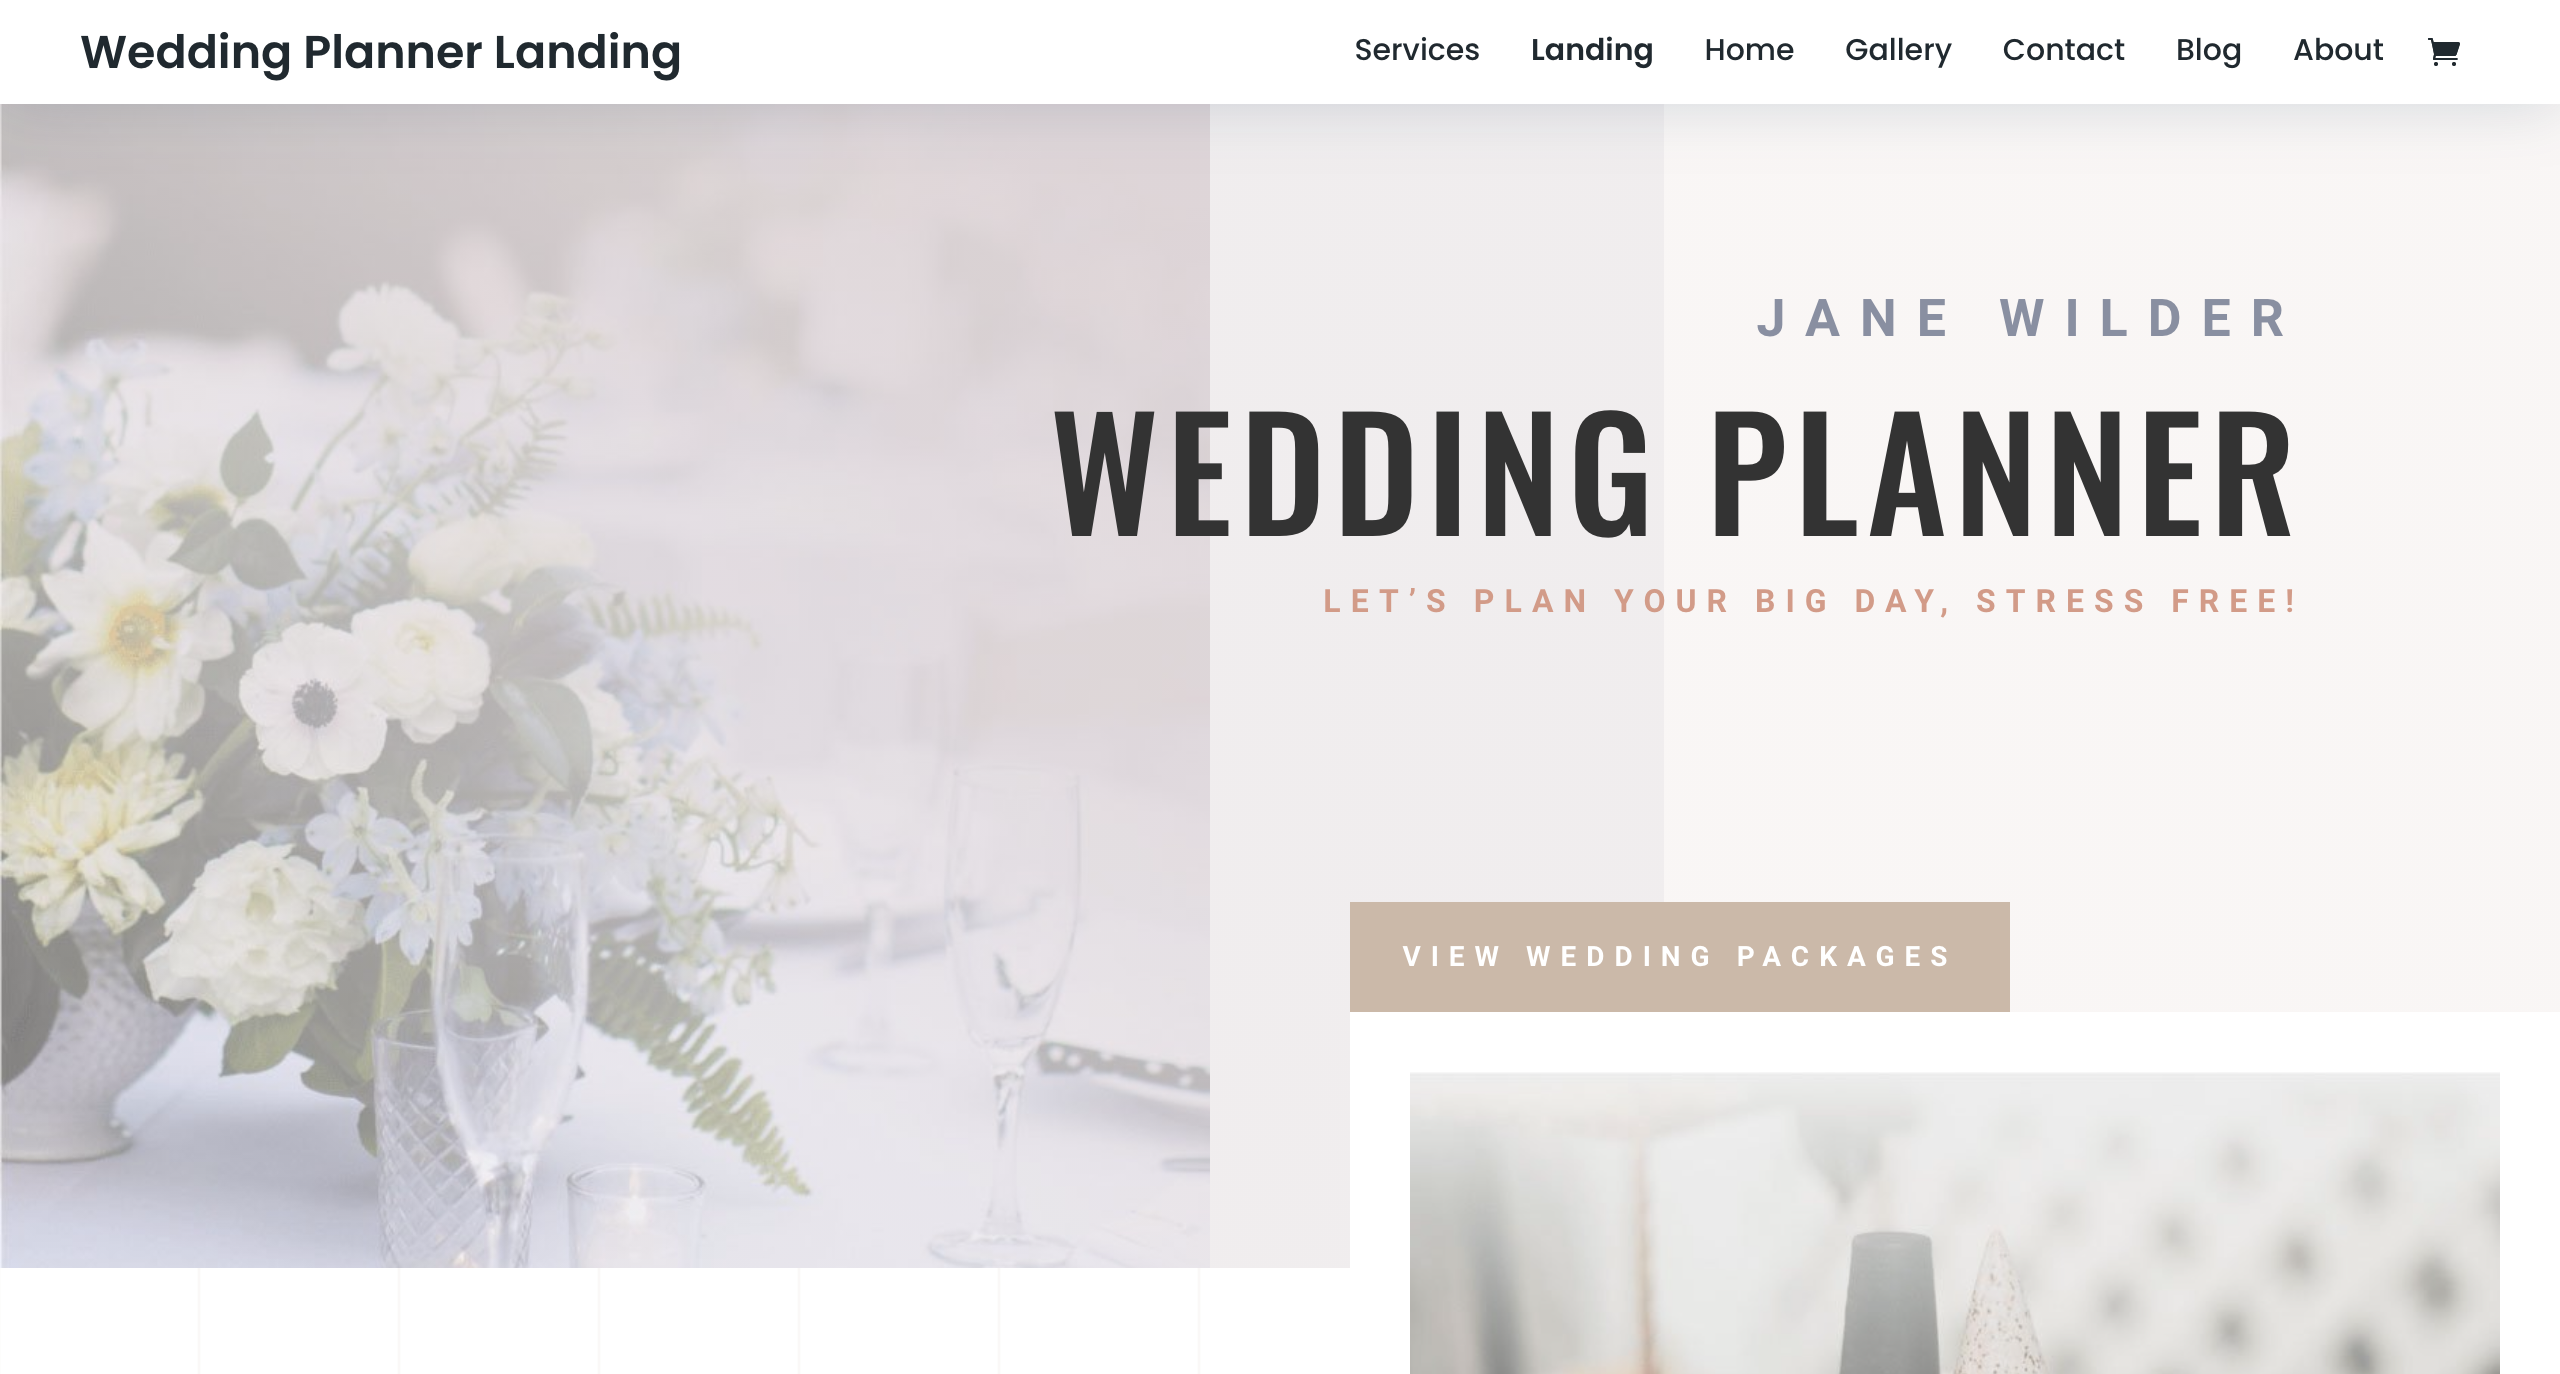 Wedding Planner Landing
Services Landing Home Gallery Contact Blog About
JANE WILDER
WEDDING PLANNER
LET’S PLAN YOUR BIG DAY, STRESS FREE!
VIEW WEDDING PACKAGES